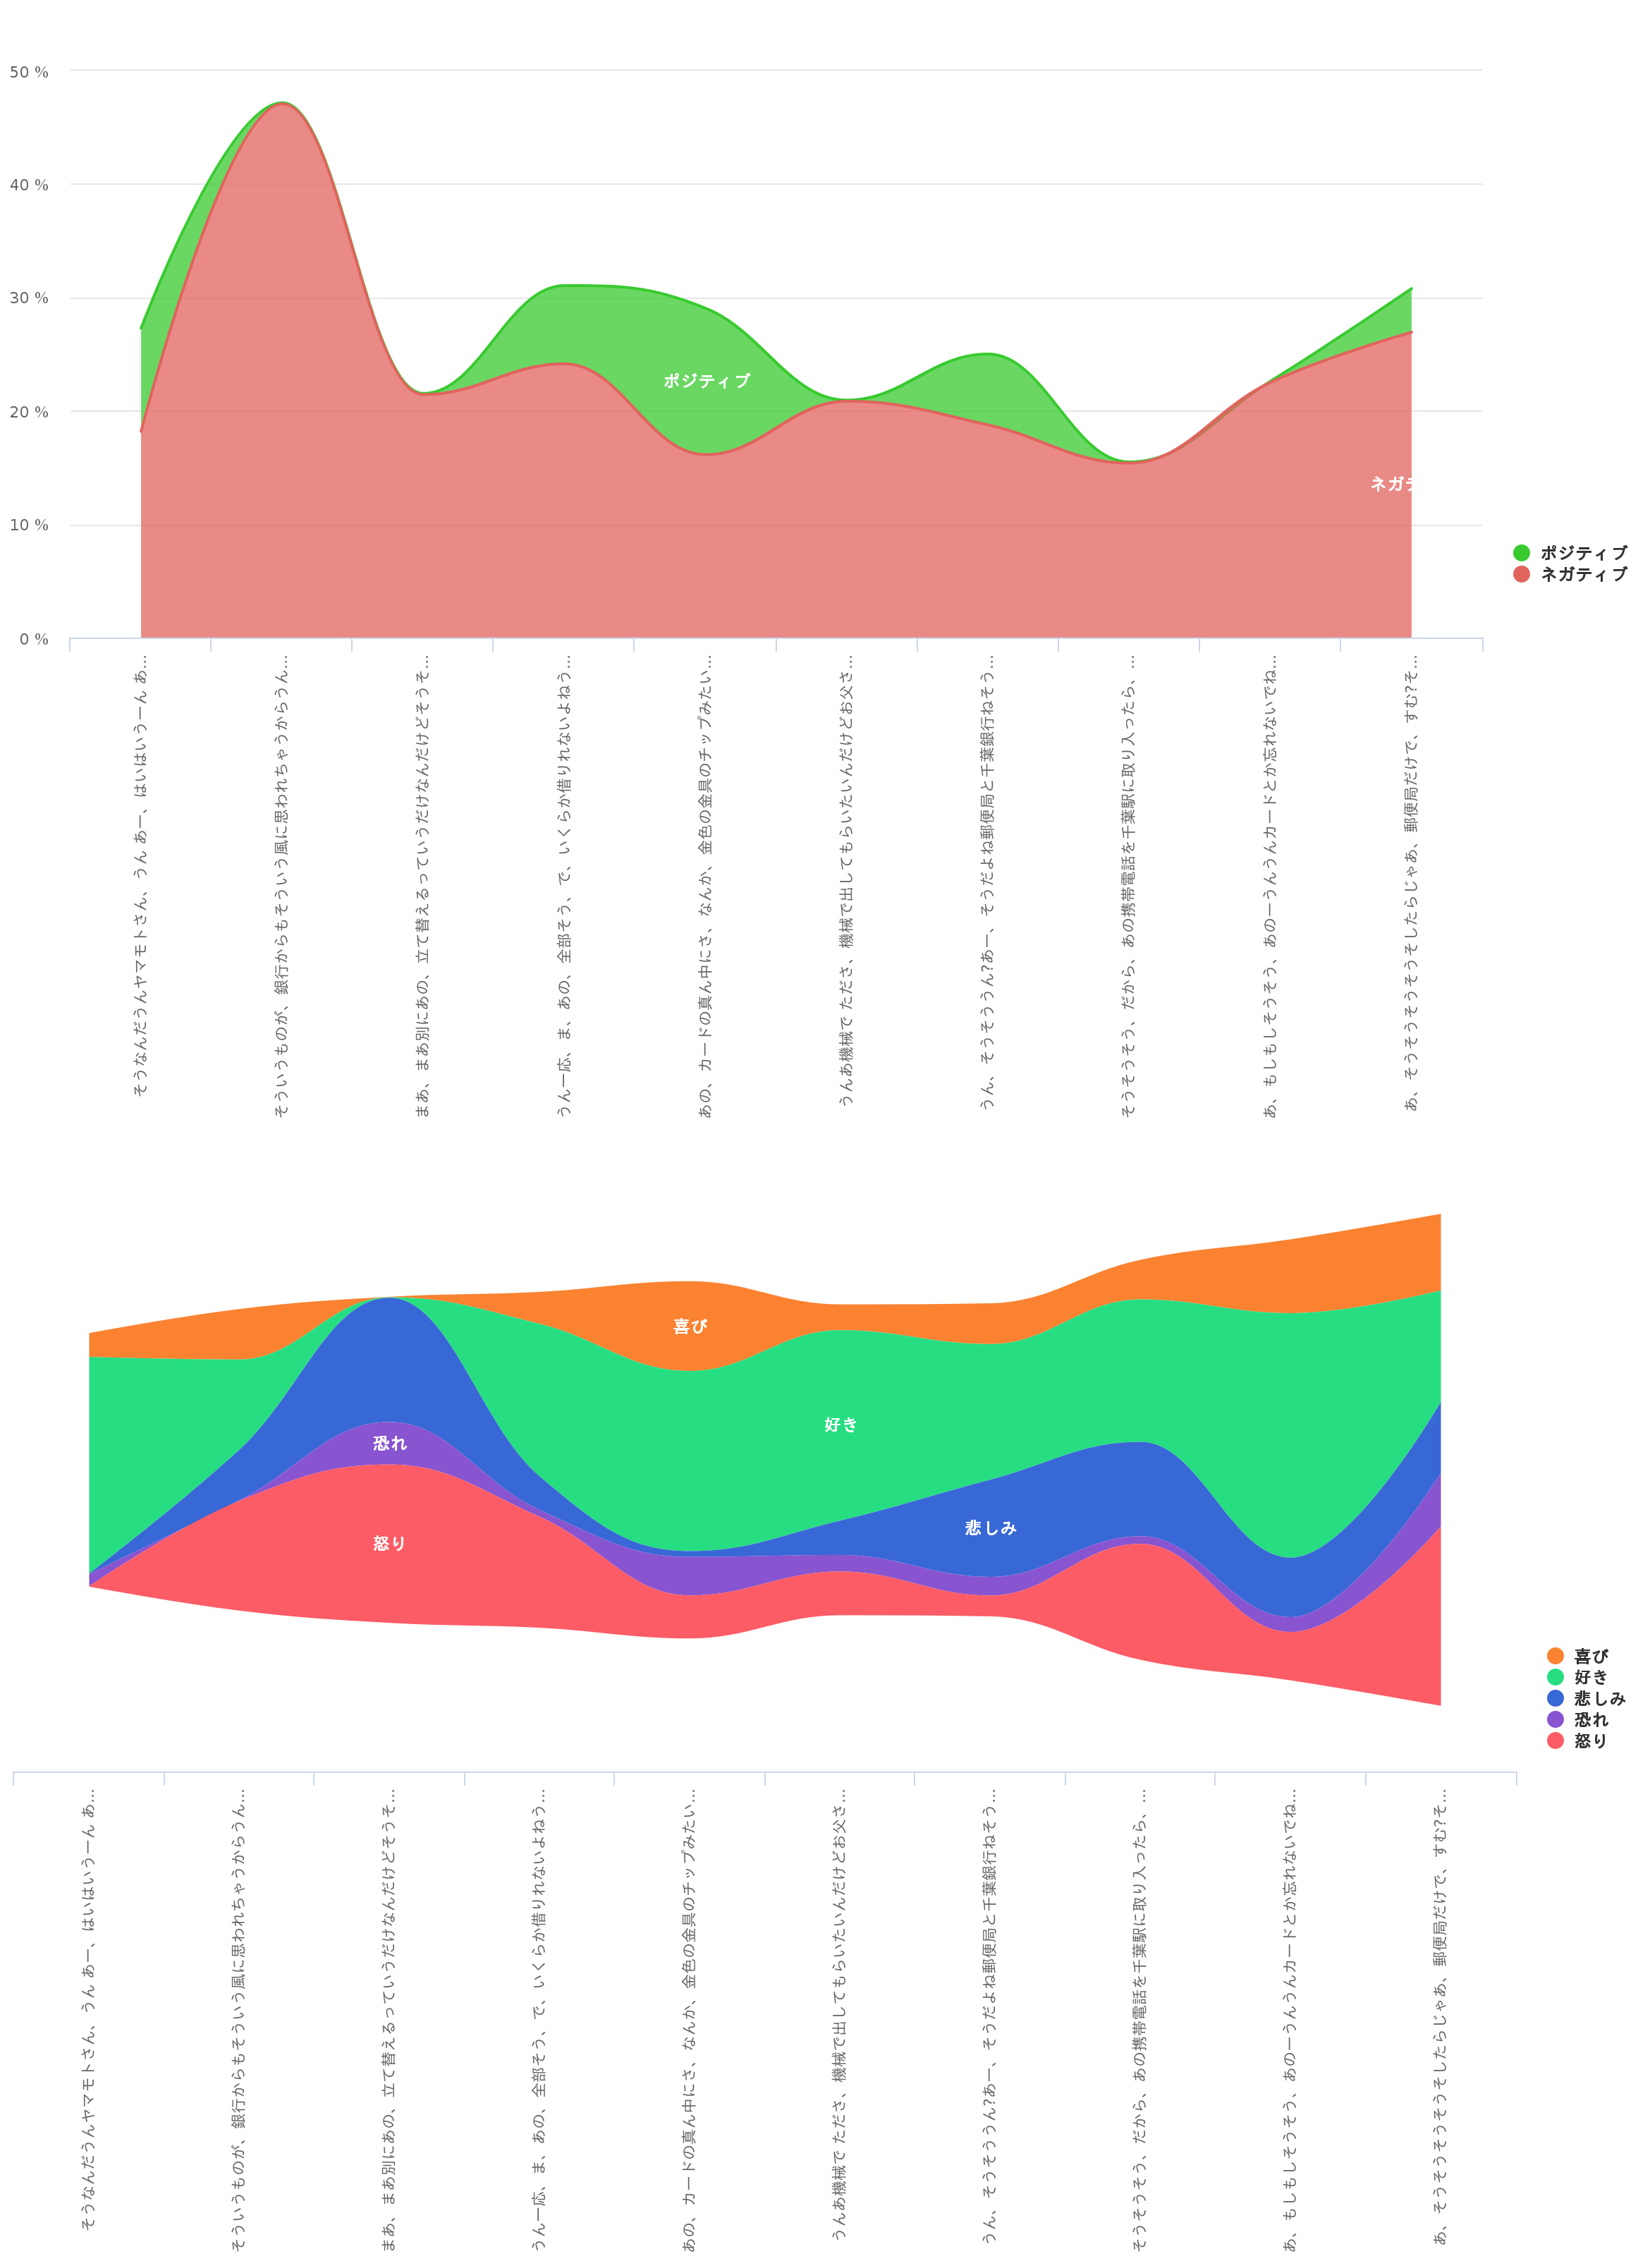 50 %
40 %
30 %
20 %
10 %
0 %
ポジティブ
ネガテ
ポジティブ
ネガティブ
そうなんだうんヤマモトさん、うん あー、はいはいうーん あ…
そういうものが、銀行からもそういう風に思われちゃうからうん…
まあ、まあ別にあの、立て替えるっていうだけなんだけどそうそ…
うん一応、ま、あの、全部そう、で、いくらか借りれないよねう…
あの、カードの真ん中にさ、なんか、金色の金具のチップみたい…
うんあ機械で たださ、機械で出してもらいたいんだけどお父さ…
うん、そうそううん?あー、そうだよね郵便局と千葉銀行ねそう…
そうそうそう、だから、あの携帯電話を千葉駅に取り入ったら、…
あ、もしもしそうそう、あのーうんうんカードとか忘れないでね…
あ、そうそうそうそうそしたらじゃあ、郵便局だけで、すむ?そ…
喜び
好き
恐れ
悲しみ
怒り
喜び
好き
悲しみ
恐れ
怒り
そうなんだうんヤマモトさん、うん あー、はいはいうーん あ…
そういうものが、銀行からもそういう風に思われちゃうからうん…
まあ、まあ別にあの、立て替えるっていうだけなんだけどそうそ…
うん一応、ま、あの、全部そう、で、いくらか借りれないよねう…
あの、カードの真ん中にさ、なんか、金色の金具のチップみたい…
うんあ機械で たださ、機械で出してもらいたいんだけどお父さ…
うん、そうそううん?あー、そうだよね郵便局と千葉銀行ねそう…
そうそうそう、だから、あの携帯電話を千葉駅に取り入ったら、…
あ、もしもしそうそう、あのーうんうんカードとか忘れないでね…
あ、そうそうそうそうそしたらじゃあ、郵便局だけで、すむ?そ…